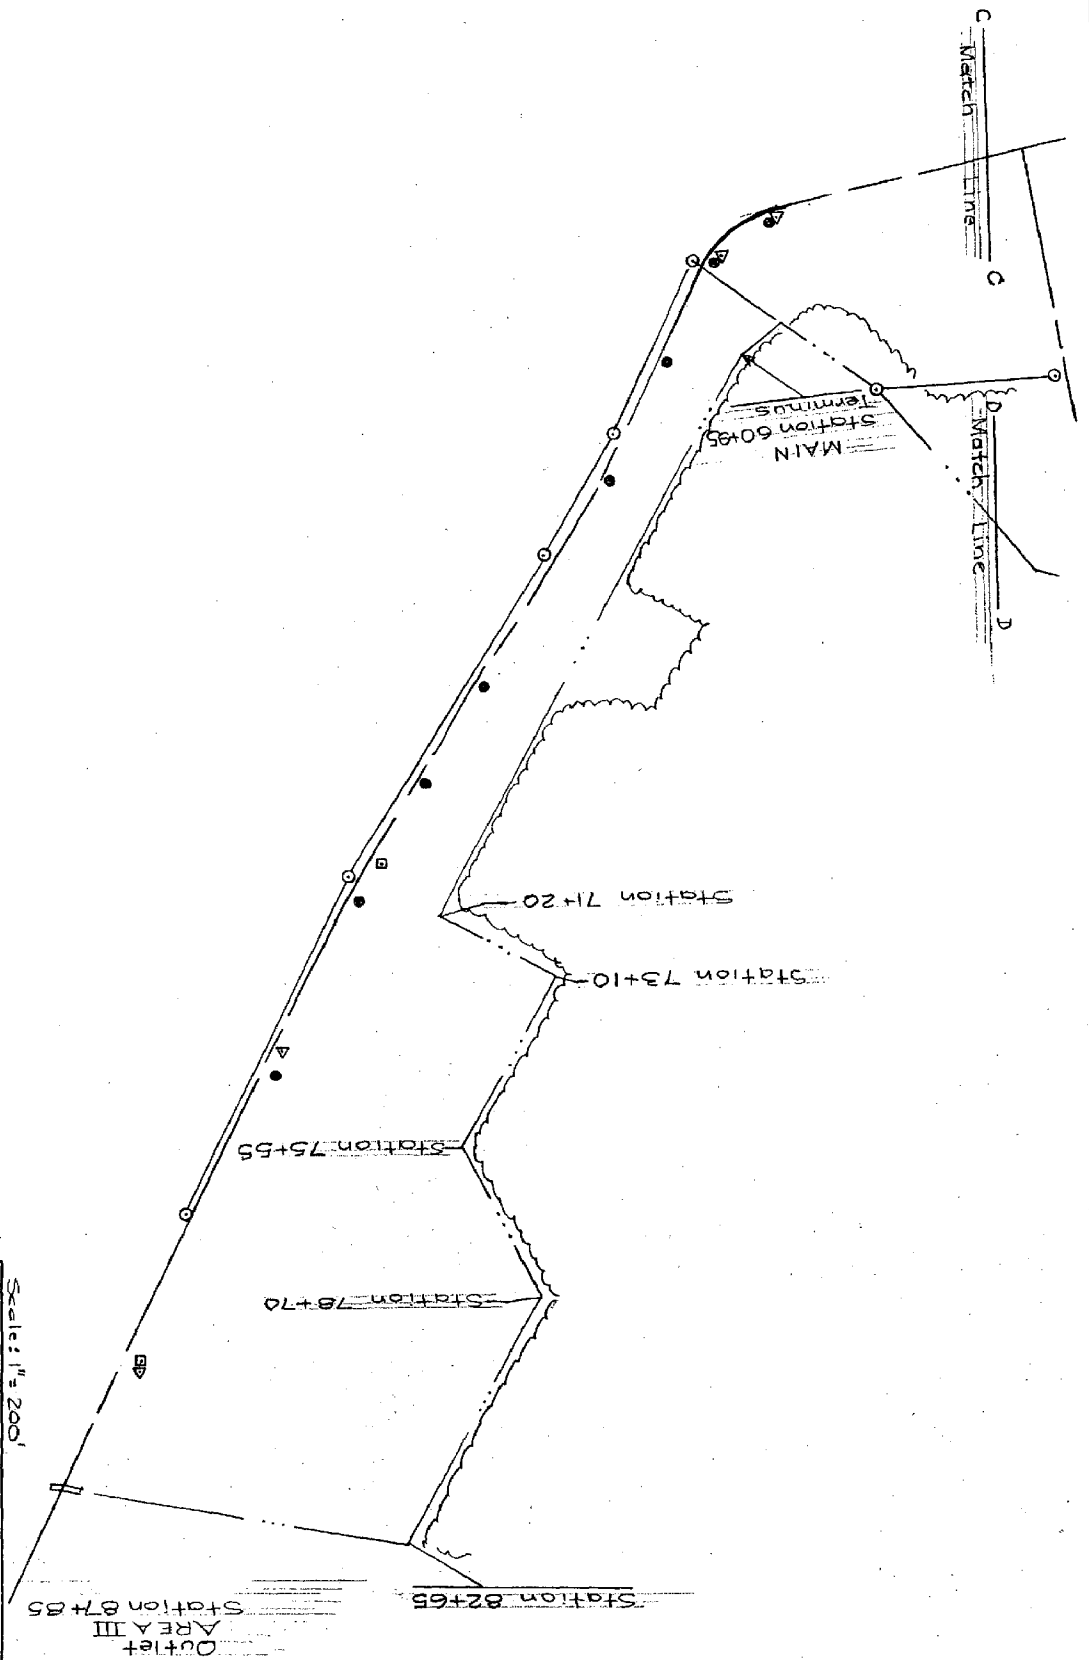 C
Match Line
C
D
Match Line
D
MAIN
Station 60+95
Terminus
Station 71+20
Station 73+10
Station 75+55
Station 78+70
Station 82+65
Outlet
AREA III
Station 87+85
Scale: 1"= 200'